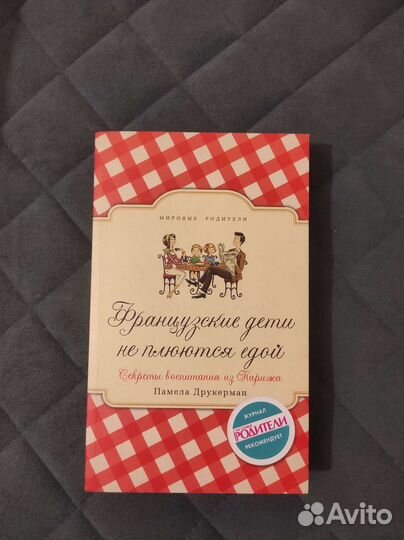 МИРОВЫЕ РОДИТЕЛИ
Французские дети
не плюются едой
Секреты воспитания из Парижа
Памела Друкерман
ЖУРНАЛ
РОДИТЕЛИ
РЕКОМЕНДУЕТ
Avito